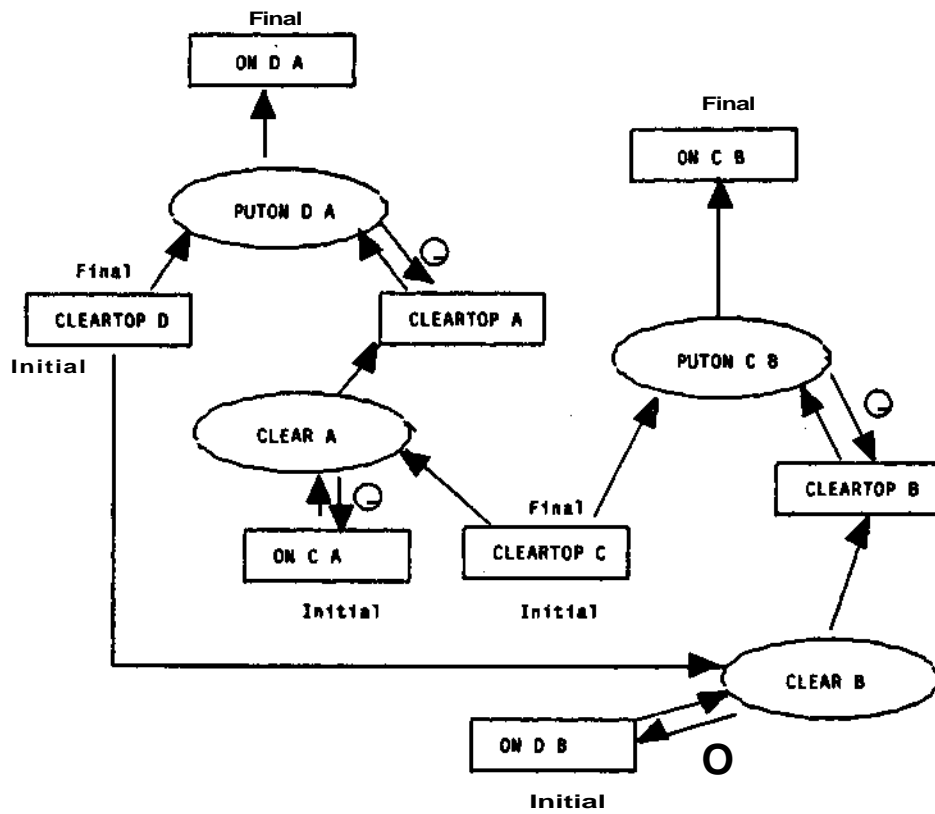 Final
ON D A
Final
ON C B
PUTON D A
Final
CLEARTOP D
CLEARTOP A
Initial
PUTON C B
CLEAR A
CLEARTOP B
Final
ON C A
CLEARTOP C
Initial
Initial
CLEAR B
ON D B
O
Initial